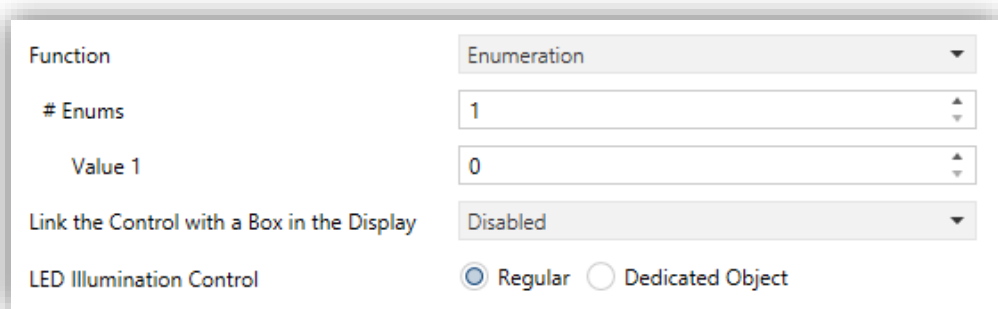 Function Enumeration
# Enums 1
Value 1 0
Link the Control with a Box in the Display Disabled
LED Illumination Control Regular Dedicated Object